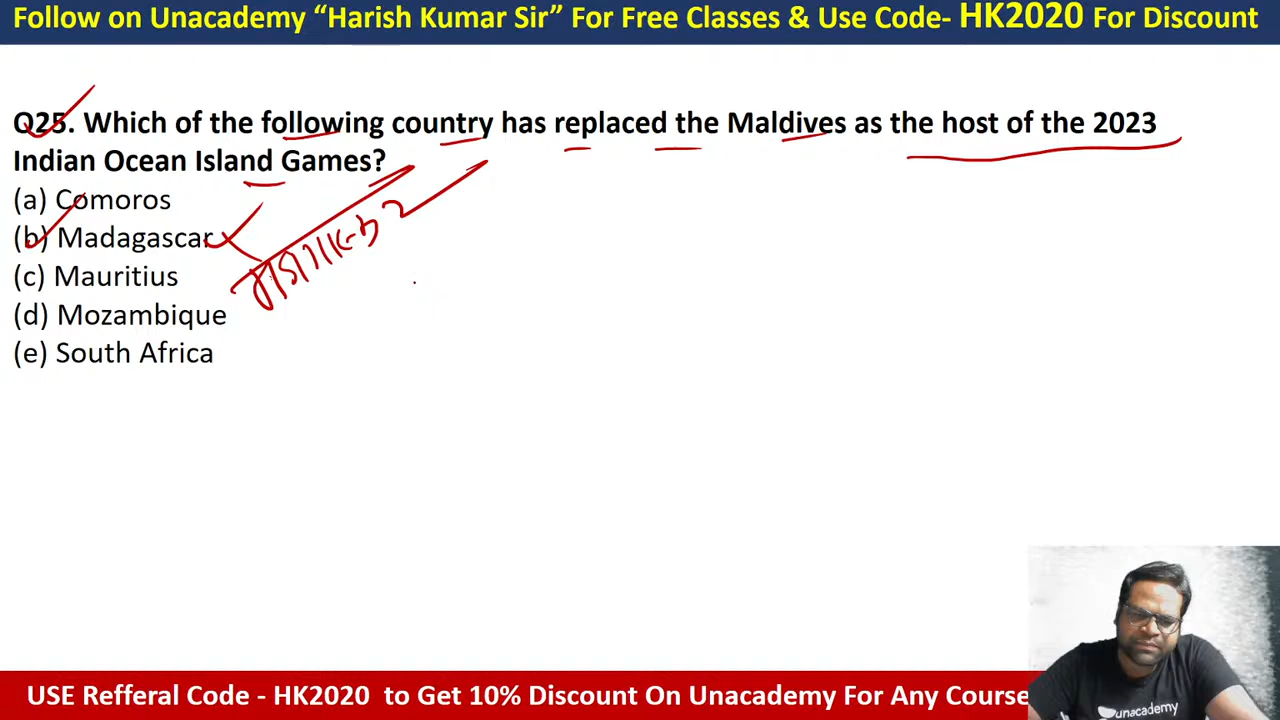 Follow on Unacademy “Harish Kumar Sir” For Free Classes & Use Code- HK2020 For Discount
Q25. Which of the following country has replaced the Maldives as the host of the 2023
Indian Ocean Island Games?
(a) Comoros
(b) Madagascar
(c) Mauritius
(d) Mozambique
(e) South Africa
unacademy
USE Refferal Code - HK2020 to Get 10% Discount On Unacademy For Any Course